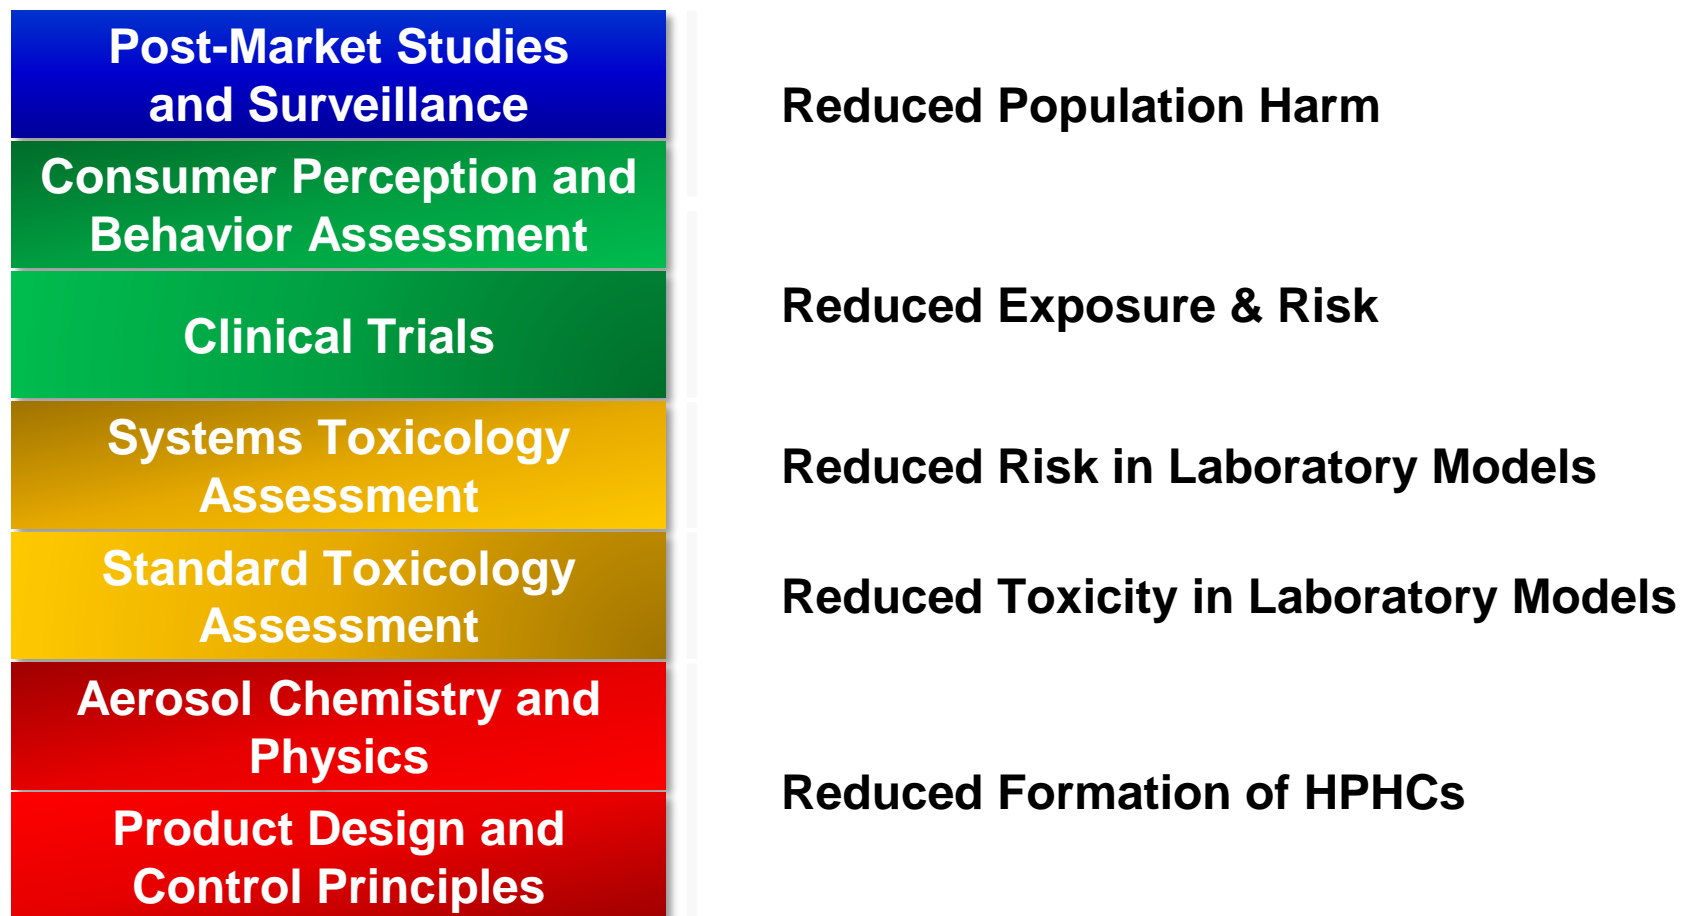 Post-Market Studies
and Surveillance
Reduced Population Harm
Consumer Perception and
Behavior Assessment
Reduced Exposure & Risk
Clinical Trials
Systems Toxicology
Assessment
Reduced Risk in Laboratory Models
Standard Toxicology
Assessment
Reduced Toxicity in Laboratory Models
Aerosol Chemistry and
Physics
Reduced Formation of HPHCs
Product Design and
Control Principles